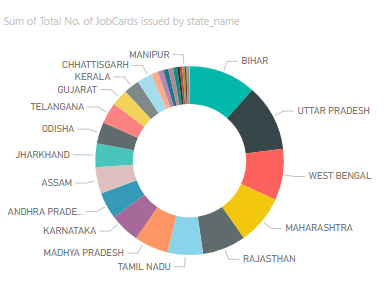 Sum of Total No. of JobCards issued by state_name
MANIPUR
BIHAR
CHHATTISGARH
KERALA
GUJARAT
UTTAR PRADESH
TELANGANA
ODISHA
JHARKHAND
WEST BENGAL
ASSAM
ANDHRA PRADE...
MAHARASHTRA
KARNATAKA
MADHYA PRADESH
RAJASTHAN
TAMIL NADU